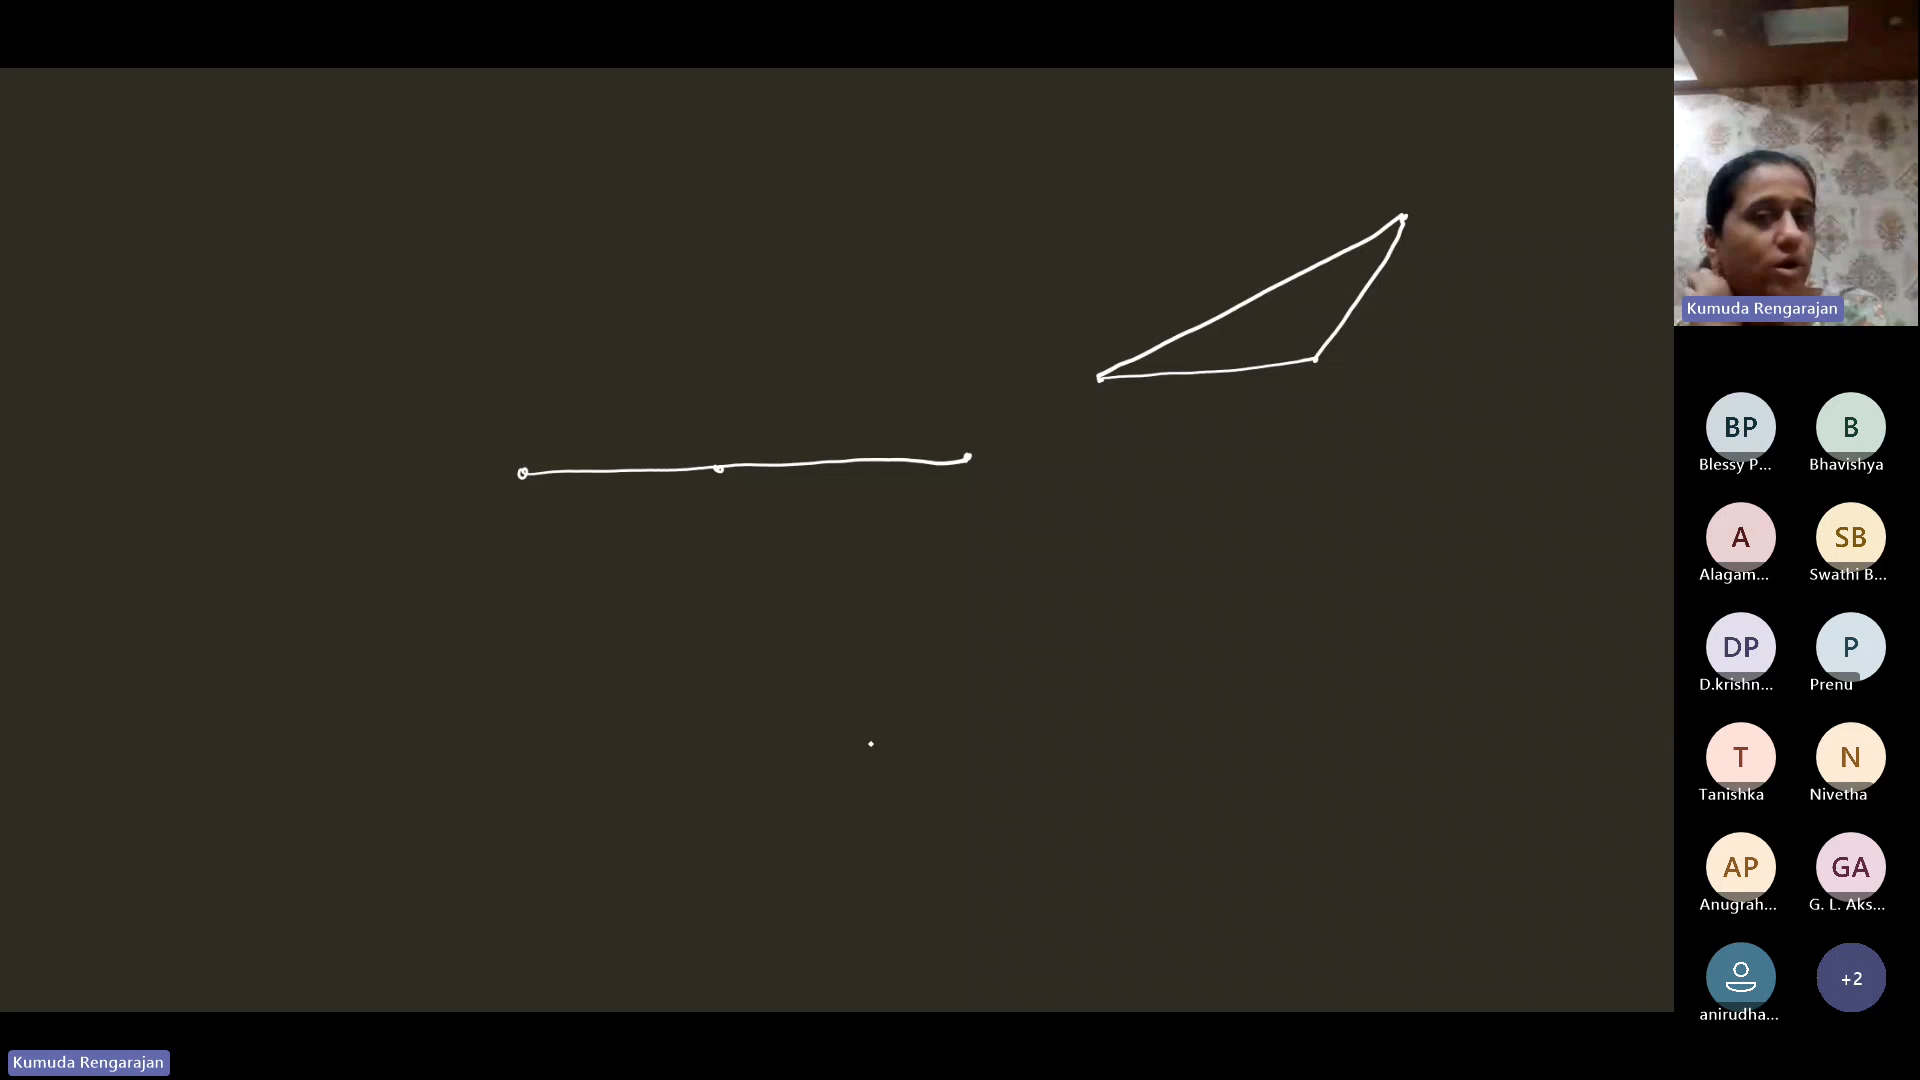 Kumuda Rengarajan
BP
B
Blessy P...
Bhavishya
A
SB
Alagam...
Swathi B...
DP
P
D.krishn...
Prenu
T
N
Tanishka
Nivetha
AP
GA
Anugrah...
G. L. Aks...
+2
anirudha...
Kumuda Rengarajan